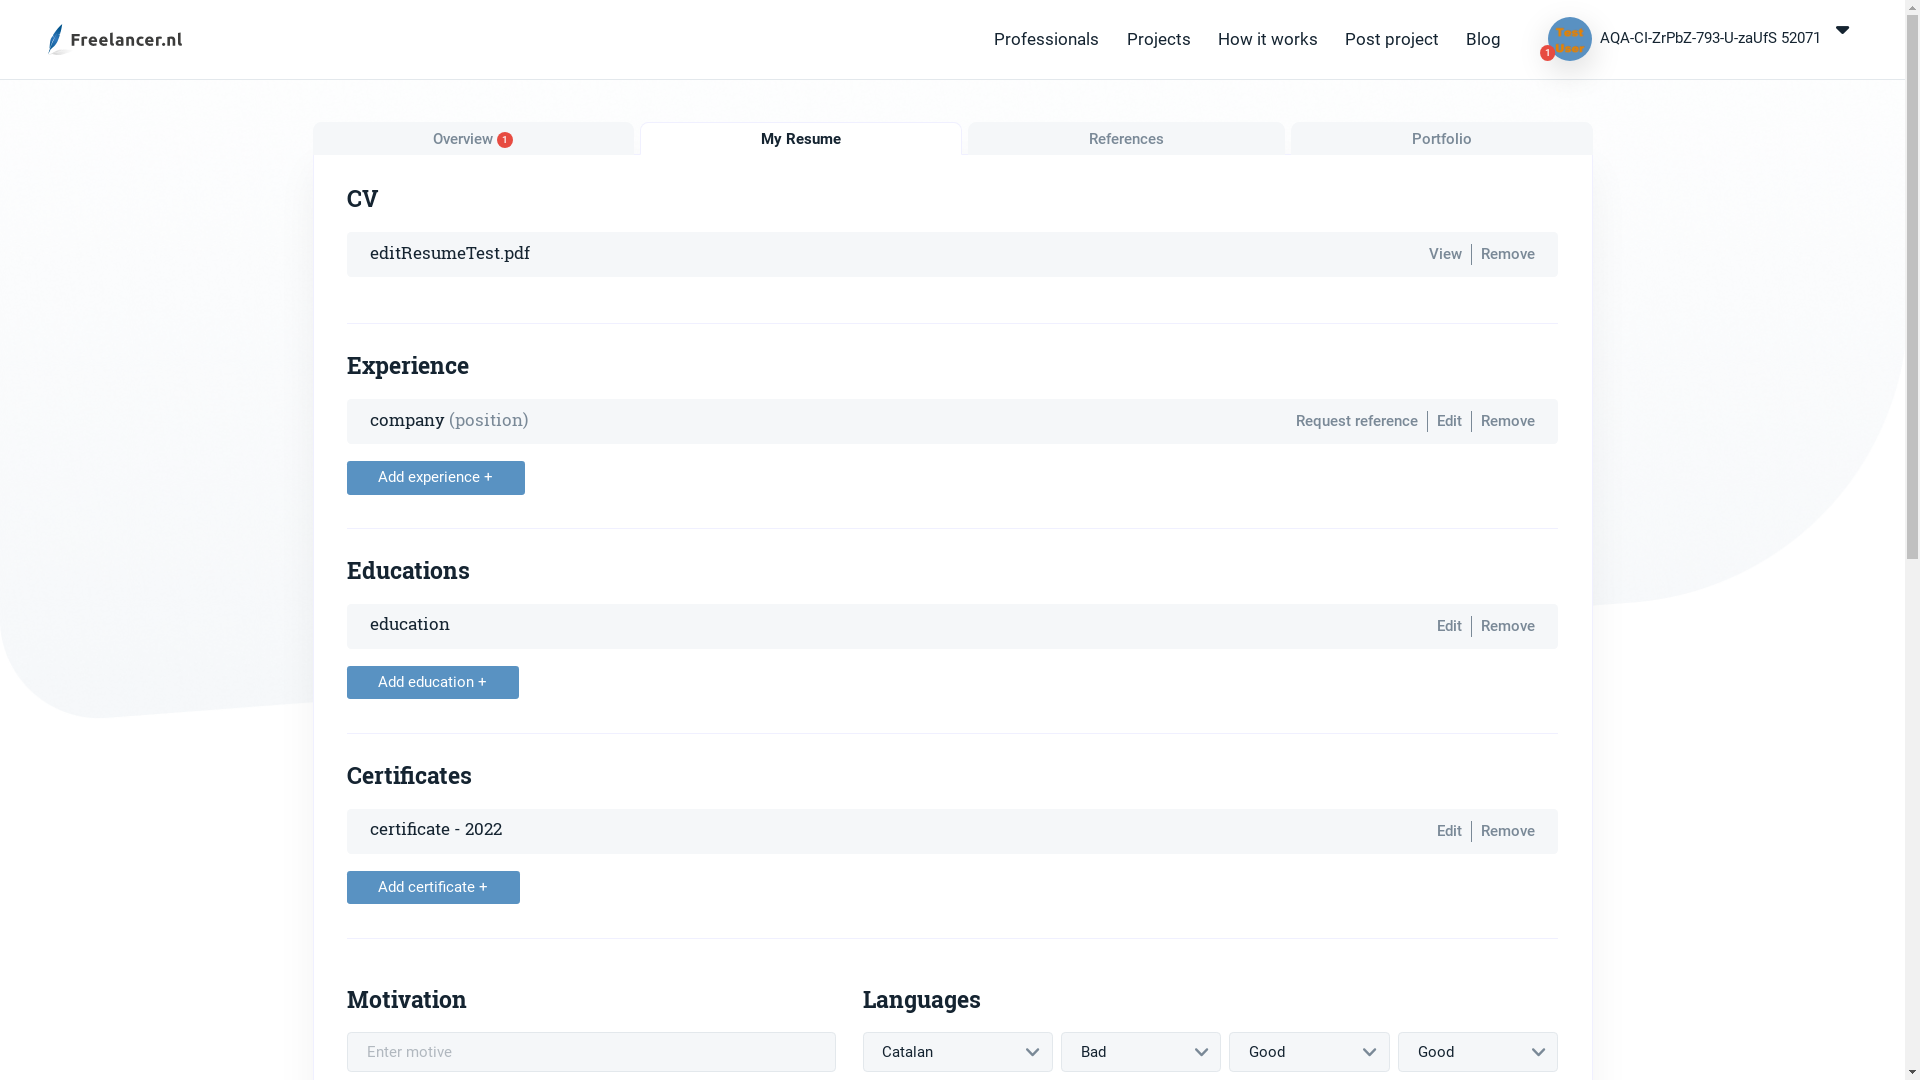 Freelancer.nl
Professionals Projects How it works Post project Blog
Test User
1
AQA-CI-ZrPbZ-793-U-zaUfS 52071
Overview 1 My Resume References Portfolio
CV
editResumeTest.pdf View Remove
Experience
company (position) Request reference Edit Remove
Add experience +
Educations
education Edit Remove
Add education +
Certificates
certificate - 2022 Edit Remove
Add certificate +
Motivation Languages
Enter motive Catalan Bad Good Good